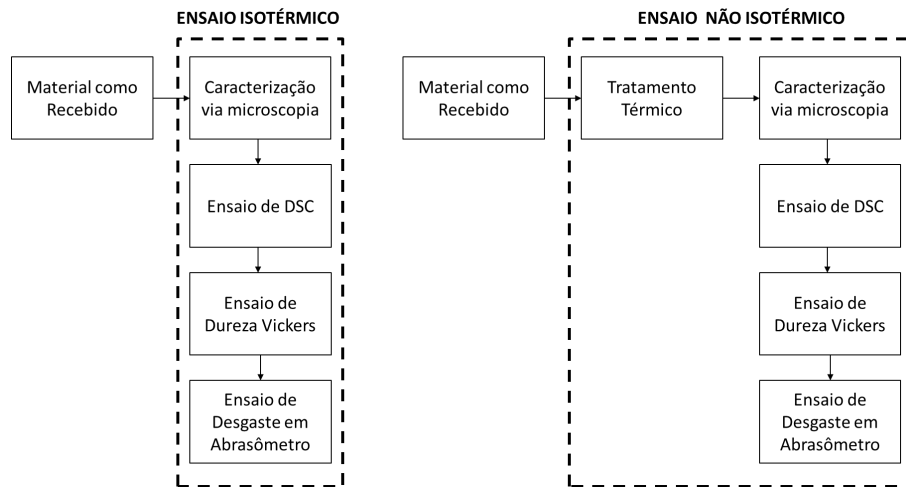 ENSAIO ISOTÉRMICO
Material como
Recebido
Caracterização
via microscopia
Ensaio de DSC
Ensaio de
Dureza Vickers
Ensaio de
Desgaste em
Abrasômetro
ENSAIO NÃO ISOTÉRMICO
Material como
Recebido
Tratamento
Térmico
Caracterização
via microscopia
Ensaio de DSC
Ensaio de
Dureza Vickers
Ensaio de
Desgaste em
Abrasômetro